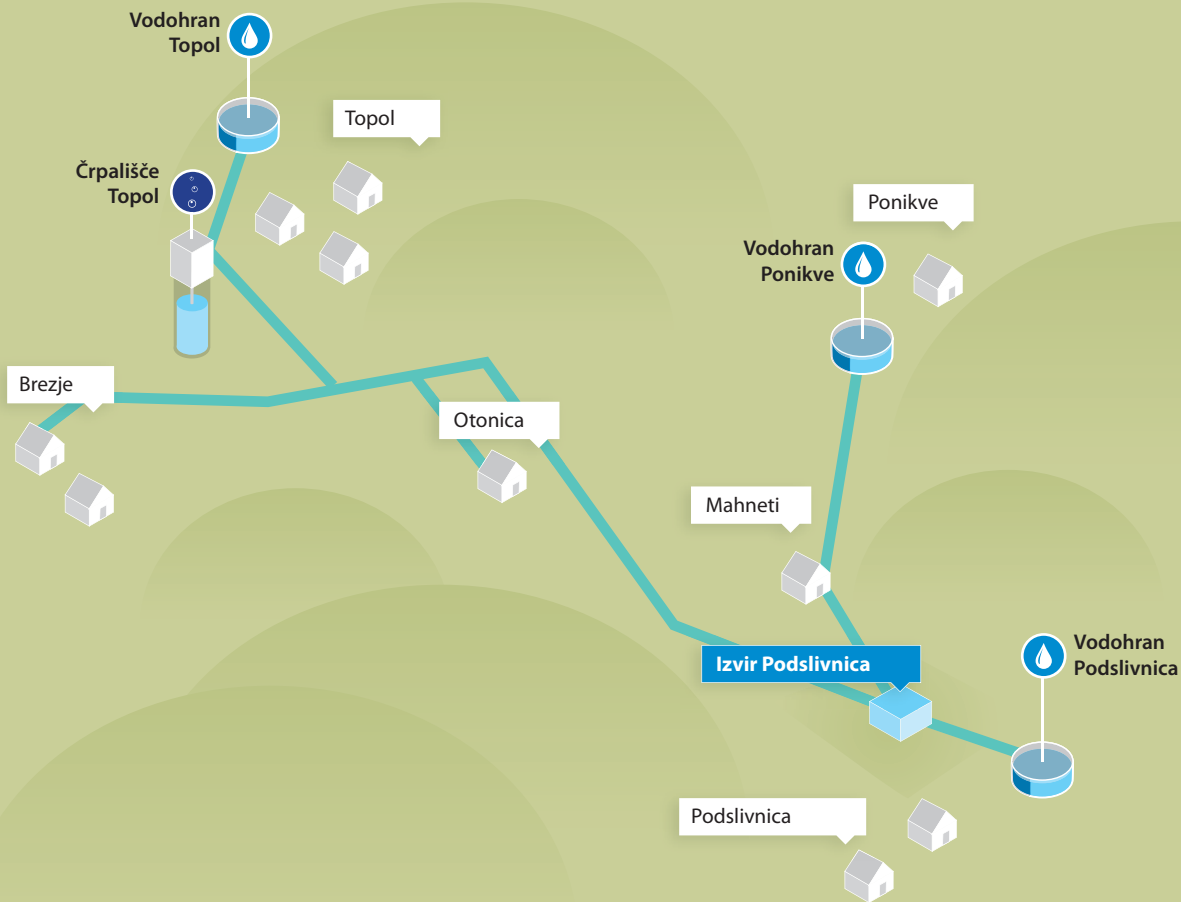 Vodohran
Topol
Topol
Črpališče
Topol
Ponikve
Vodohran
Ponikve
Brezje
Otonica
Mahneti
Izvir Podslivnica
Vodohran
Podslivnica
Podslivnica